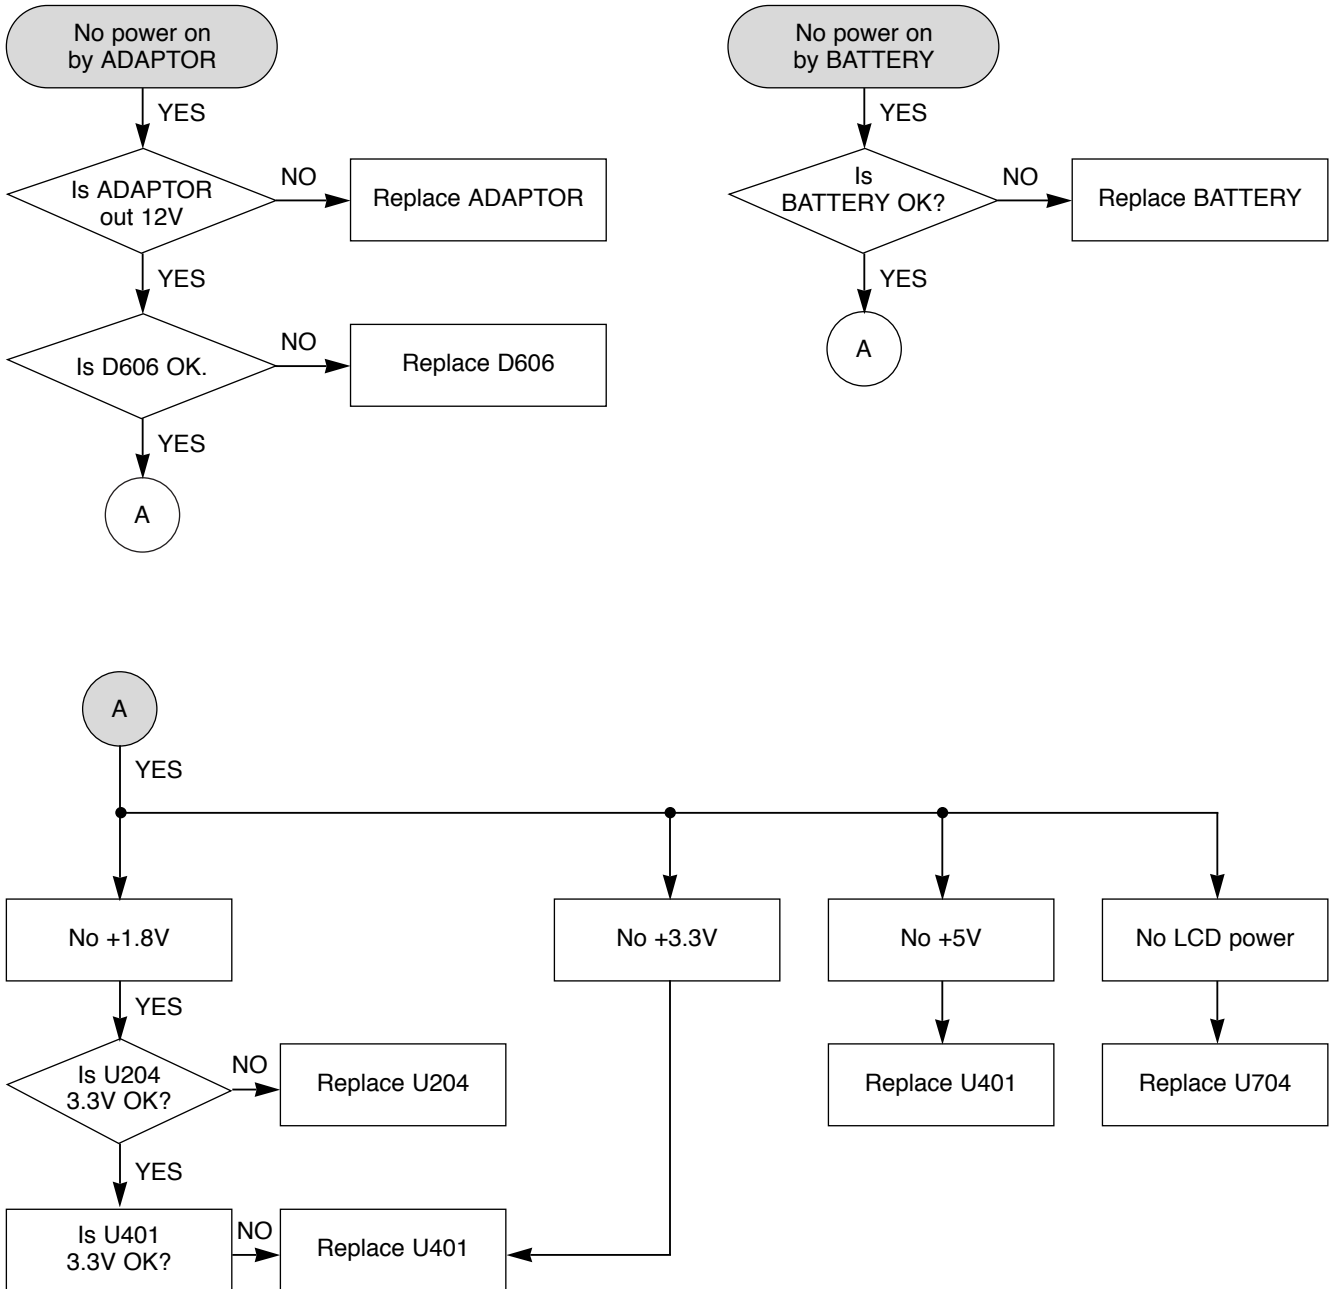 No power on
by ADAPTOR
YES
Is ADAPTOR
out 12V
NO
Replace ADAPTOR
YES
Is D606 OK.
NO
Replace D606
YES
A
No power on
by BATTERY
YES
Is
BATTERY OK?
NO
Replace BATTERY
YES
A
A
YES
No +1.8V
No +3.3V
No +5V
No LCD power
YES
Is U204
3.3V OK?
NO
Replace U204
Replace U401
Replace U704
YES
Is U401
3.3V OK?
NO
Replace U401